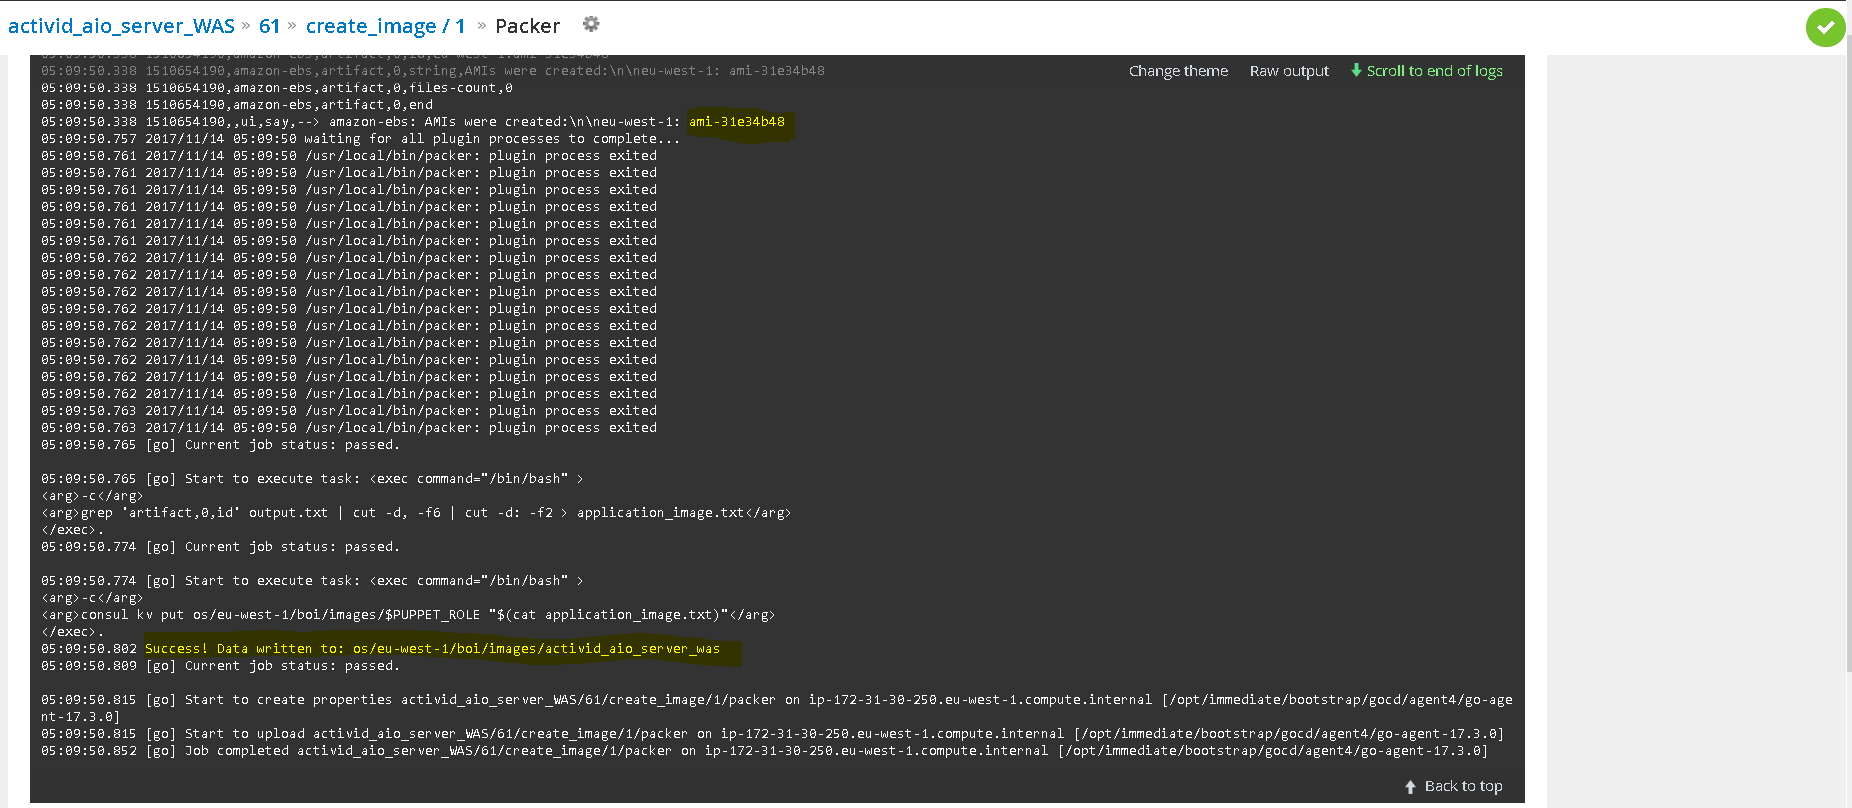 activid_aio_server_WAS » 61 » create_image / 1 » Packer
Change theme Raw output Scroll to end of logs
05:09:50.338 1510654190,amazon-ebs,artifact,0,id,eu-west-1:ami-31e34b48
05:09:50.338 1510654190,amazon-ebs,artifact,0,string,AMIs were created:\n\neu-west-1: ami-31e34b48
05:09:50.338 1510654190,amazon-ebs,artifact,0,files-count,0
05:09:50.338 1510654190,amazon-ebs,artifact,0,end
05:09:50.338 1510654190,,ui,say,--> amazon-ebs: AMIs were created:\n\neu-west-1: ami-31e34b48
05:09:50.757 2017/11/14 05:09:50 waiting for all plugin processes to complete...
05:09:50.761 2017/11/14 05:09:50 /usr/local/bin/packer: plugin process exited
05:09:50.761 2017/11/14 05:09:50 /usr/local/bin/packer: plugin process exited
05:09:50.761 2017/11/14 05:09:50 /usr/local/bin/packer: plugin process exited
05:09:50.761 2017/11/14 05:09:50 /usr/local/bin/packer: plugin process exited
05:09:50.761 2017/11/14 05:09:50 /usr/local/bin/packer: plugin process exited
05:09:50.761 2017/11/14 05:09:50 /usr/local/bin/packer: plugin process exited
05:09:50.762 2017/11/14 05:09:50 /usr/local/bin/packer: plugin process exited
05:09:50.762 2017/11/14 05:09:50 /usr/local/bin/packer: plugin process exited
05:09:50.762 2017/11/14 05:09:50 /usr/local/bin/packer: plugin process exited
05:09:50.762 2017/11/14 05:09:50 /usr/local/bin/packer: plugin process exited
05:09:50.762 2017/11/14 05:09:50 /usr/local/bin/packer: plugin process exited
05:09:50.762 2017/11/14 05:09:50 /usr/local/bin/packer: plugin process exited
05:09:50.762 2017/11/14 05:09:50 /usr/local/bin/packer: plugin process exited
05:09:50.762 2017/11/14 05:09:50 /usr/local/bin/packer: plugin process exited
05:09:50.762 2017/11/14 05:09:50 /usr/local/bin/packer: plugin process exited
05:09:50.763 2017/11/14 05:09:50 /usr/local/bin/packer: plugin process exited
05:09:50.763 2017/11/14 05:09:50 /usr/local/bin/packer: plugin process exited
05:09:50.765 [go] Current job status: passed.
05:09:50.765 [go] Start to execute task: <exec command="/bin/bash" >
<arg>-c</arg>
<arg>grep 'artifact,0,id' output.txt | cut -d, -f6 | cut -d: -f2 > application_image.txt</arg>
</exec>.
05:09:50.774 [go] Current job status: passed.
05:09:50.774 [go] Start to execute task: <exec command="/bin/bash" >
<arg>-c</arg>
<arg>consul kv put os/eu-west-1/boi/images/$PUPPET_ROLE "$(cat application_image.txt)"</arg>
</exec>.
05:09:50.802 Success! Data written to: os/eu-west-1/boi/images/activid_aio_server_was
05:09:50.809 [go] Current job status: passed.
05:09:50.815 [go] Start to create properties activid_aio_server_WAS/61/create_image/1/packer on ip-172-31-30-250.eu-west-1.compute.internal [/opt/immediate/bootstrap/gocd/agent4/go-age
nt-17.3.0]
05:09:50.815 [go] Start to upload activid_aio_server_WAS/61/create_image/1/packer on ip-172-31-30-250.eu-west-1.compute.internal [/opt/immediate/bootstrap/gocd/agent4/go-agent-17.3.0]
05:09:50.852 [go] Job completed activid_aio_server_WAS/61/create_image/1/packer on ip-172-31-30-250.eu-west-1.compute.internal [/opt/immediate/bootstrap/gocd/agent4/go-agent-17.3.0]
Back to top